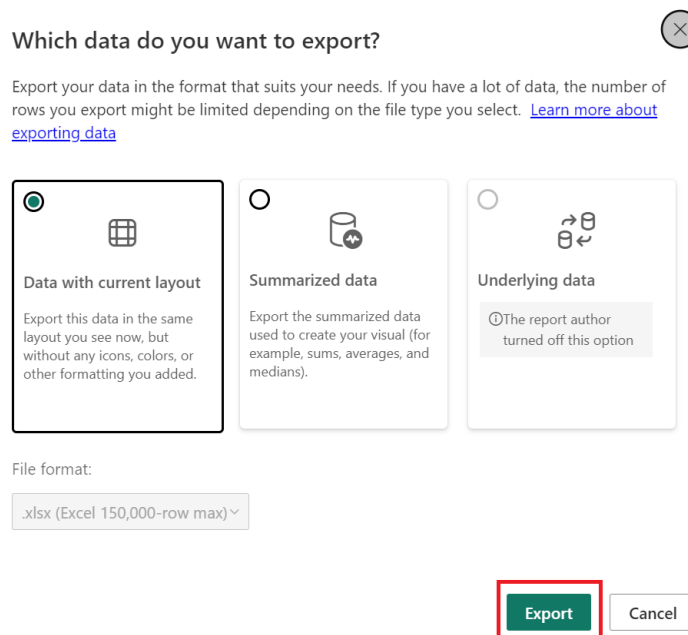 Which data do you want to export?
Export your data in the format that suits your needs. If you have a lot of data, the number of
rows you export might be limited depending on the file type you select. Learn more about
exporting data
Data with current layout
Export this data in the same
layout you see now, but
without any icons, colors, or
other formatting you added.
Summarized data
Export the summarized data
used to create your visual (for
example, sums, averages, and
medians).
Underlying data
The report author
turned off this option
File format:
.xlsx (Excel 150,000-row max)
Export
Cancel